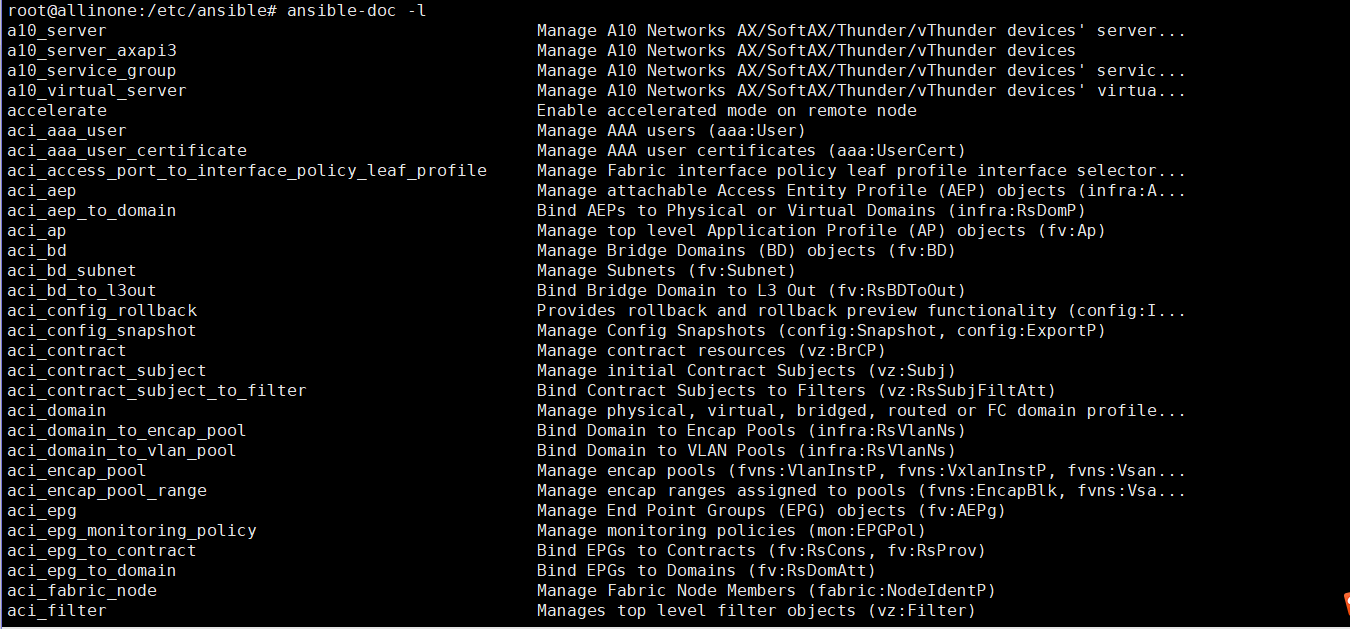 root@allinone:/etc/ansible# ansible-doc -l
a10_server Manage A10 Networks AX/SoftAX/Thunder/vThunder devices' server...
a10_server_axapi3 Manage A10 Networks AX/SoftAX/Thunder/vThunder devices
a10_service_group Manage A10 Networks AX/SoftAX/Thunder/vThunder devices' servic...
a10_virtual_server Manage A10 Networks AX/SoftAX/Thunder/vThunder devices' virtua...
accelerate Enable accelerated mode on remote node
aci_aaa_user Manage AAA users (aaa:User)
aci_aaa_user_certificate Manage AAA user certificates (aaa:UserCert)
aci_access_port_to_interface_policy_leaf_profile Manage Fabric interface policy leaf profile interface selector...
aci_aep Manage attachable Access Entity Profile (AEP) objects (infra:A...
aci_aep_to_domain Bind AEPs to Physical or Virtual Domains (infra:RsDomP)
aci_ap Manage top level Application Profile (AP) objects (fv:Ap)
aci_bd Manage Bridge Domains (BD) objects (fv:BD)
aci_bd_subnet Manage Subnets (fv:Subnet)
aci_bd_to_l3out Bind Bridge Domain to L3 Out (fv:RsBDToOut)
aci_config_rollback Provides rollback and rollback preview functionality (config:I...
aci_config_snapshot Manage Config Snapshots (config:Snapshot, config:ExportP)
aci_contract Manage contract resources (vz:BrCP)
aci_contract_subject Manage initial Contract Subjects (vz:Subj)
aci_contract_subject_to_filter Bind Contract Subjects to Filters (vz:RsSubjFiltAtt)
aci_domain Manage physical, virtual, bridged, routed or FC domain profile...
aci_domain_to_encap_pool Bind Domain to Encap Pools (infra:RsVlanNs)
aci_domain_to_vlan_pool Bind Domain to VLAN Pools (infra:RsVlanNs)
aci_encap_pool Manage encap pools (fvns:VlanInstP, fvns:VxlanInstP, fvns:Vsan...
aci_encap_pool_range Manage encap ranges assigned to pools (fvns:EncapBlk, fvns:Vsa...
aci_epg Manage End Point Groups (EPG) objects (fv:AEPg)
aci_epg_monitoring_policy Manage monitoring policies (mon:EPGPol)
aci_epg_to_contract Bind EPGs to Contracts (fv:RsCons, fv:RsProv)
aci_epg_to_domain Bind EPGs to Domains (fv:RsDomAtt)
aci_fabric_node Manage Fabric Node Members (fabric:NodeIdentP)
aci_filter Manages top level filter objects (vz:Filter)